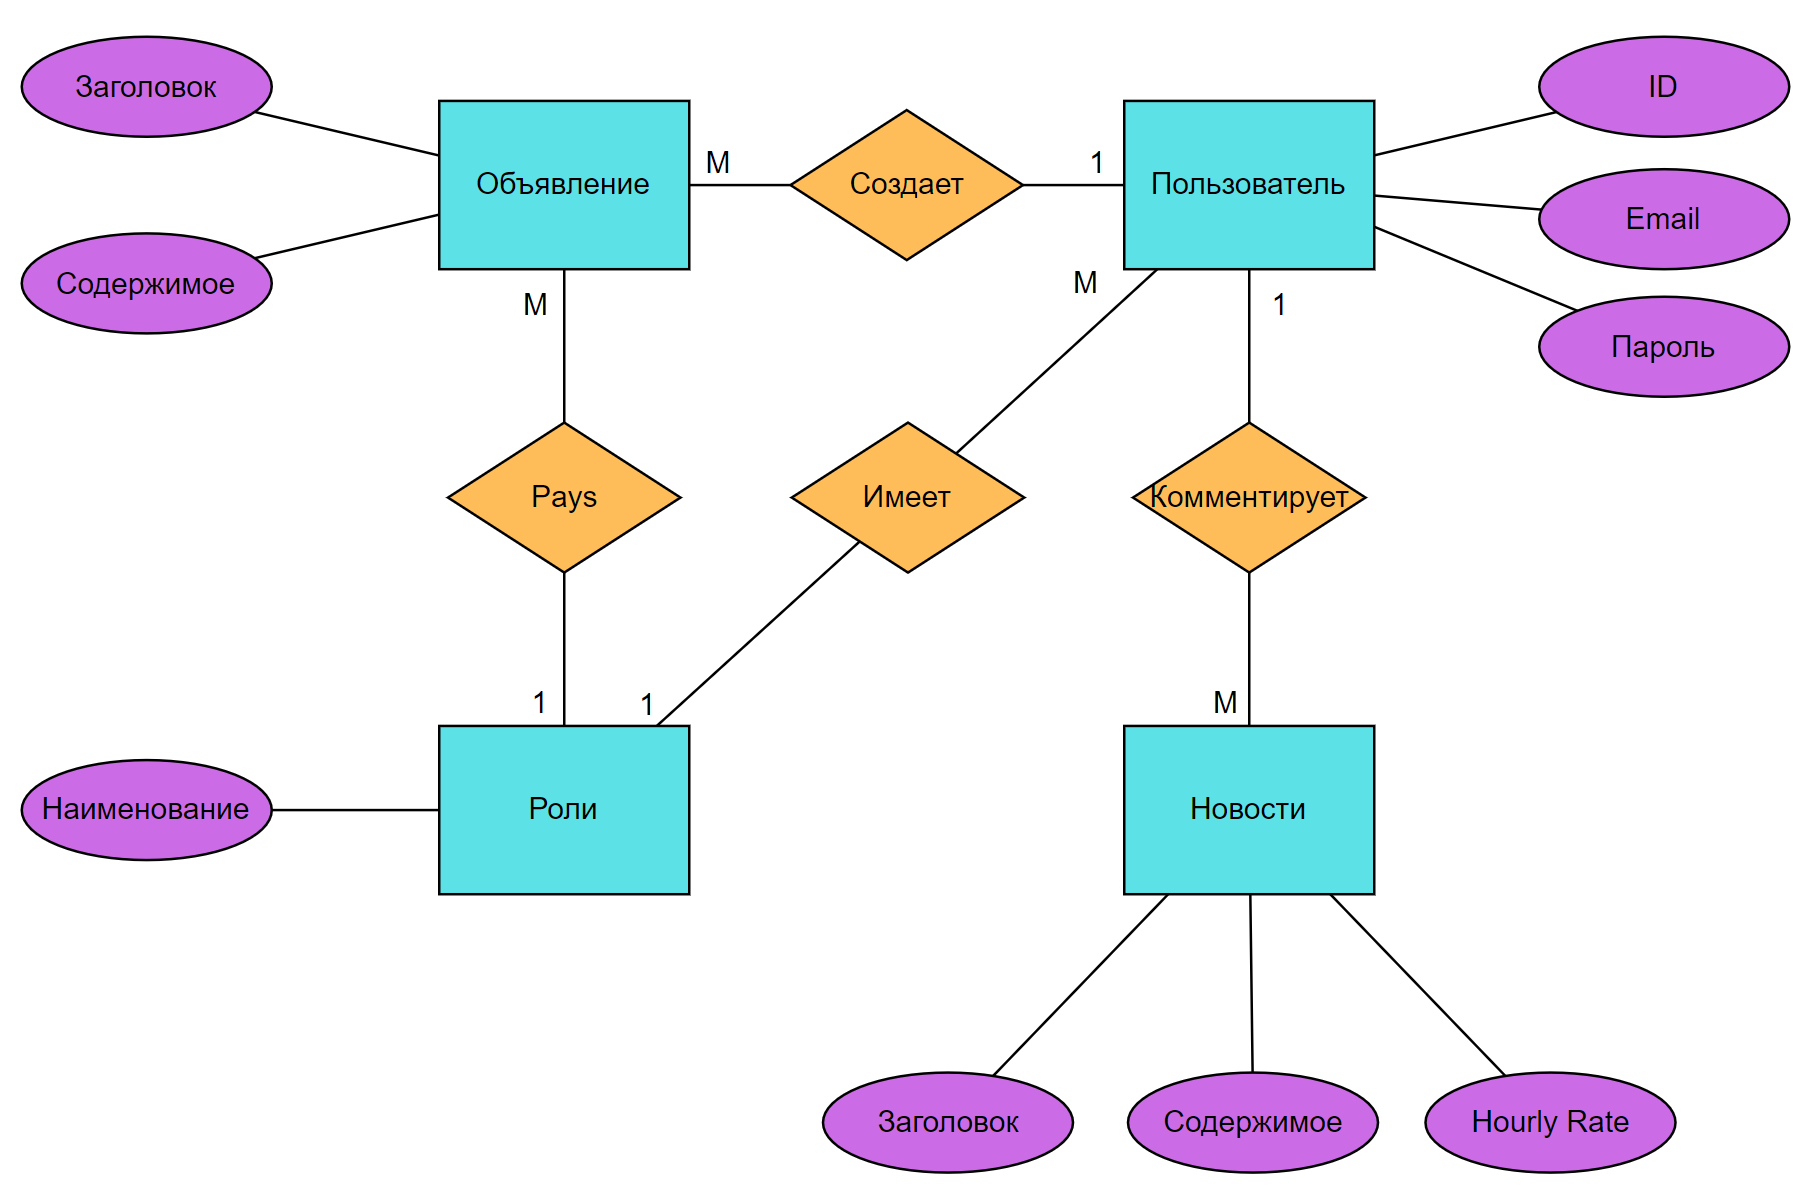 Заголовок
ID
Объявление
M
Создает
1
Пользователь
Email
Содержимое
M
M
1
Пароль
Pays
Имеет
Комментирует
1
1
M
Наименование
Роли
Новости
Заголовок
Содержимое
Hourly Rate